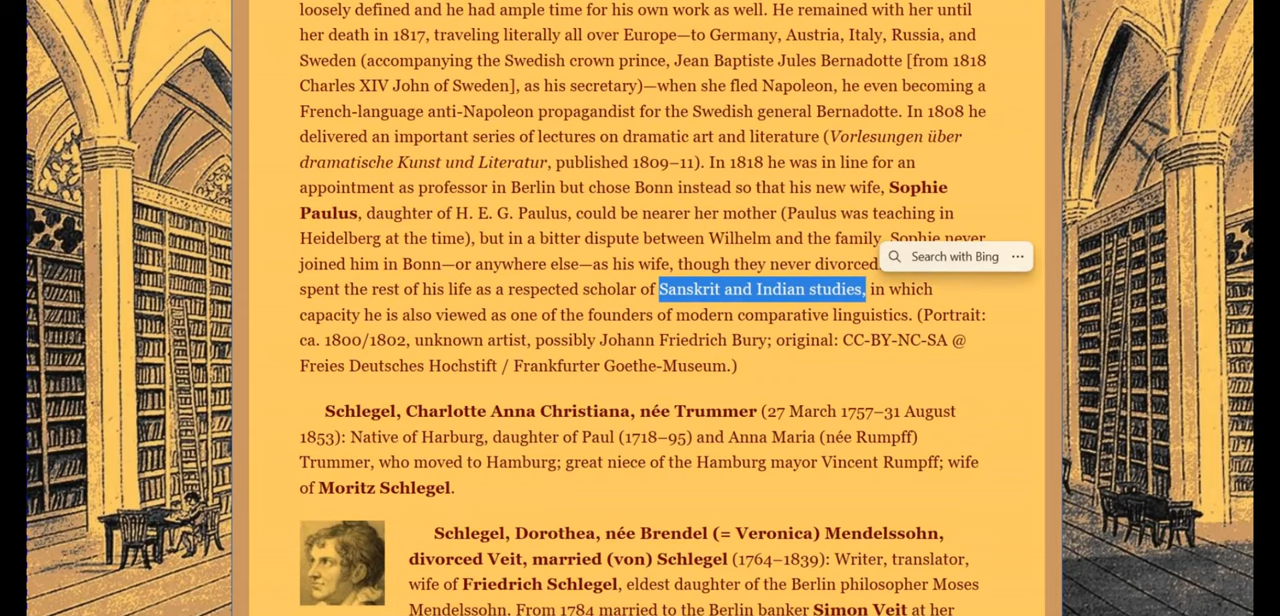 loosely defined and he had ample time for his own work as well. He remained with her until
her death in 1817, traveling literally all over Europe—to Germany, Austria, Italy, Russia, and
Sweden (accompanying the Swedish crown prince, Jean Baptiste Jules Bernadotte [from 1818
Charles XIV John of Sweden], as his secretary)—when she fled Napoleon, he even becoming a
French-language anti-Napoleon propagandist for the Swedish general Bernadotte. In 1808 he
delivered an important series of lectures on dramatic art and literature (Vorlesungen über
dramatische Kunst und Literatur, published 1809–11). In 1818 he was in line for an
appointment as professor in Berlin but chose Bonn instead so that his new wife, Sophie
Paulus, daughter of H. E. G. Paulus, could be nearer her mother (Paulus was teaching in
Heidelberg at the time), but in a bitter dispute between Wilhelm and the family, Sophie never
joined him in Bonn—or anywhere else—as his wife, though they never divorced.
Search with Bing ···
spent the rest of his life as a respected scholar of Sanskrit and Indian studies, in which
capacity he is also viewed as one of the founders of modern comparative linguistics. (Portrait:
ca. 1800/1802, unknown artist, possibly Johann Friedrich Bury; original: CC-BY-NC-SA @
Freies Deutsches Hochstift / Frankfurter Goethe-Museum.)
Schlegel, Charlotte Anna Christiana, née Trummer (27 March 1757–31 August
1853): Native of Harburg, daughter of Paul (1718–95) and Anna Maria (née Rumpff)
Trummer, who moved to Hamburg; great niece of the Hamburg mayor Vincent Rumpff; wife
of Moritz Schlegel.
Schlegel, Dorothea, née Brendel (= Veronica) Mendelssohn,
divorced Veit, married (von) Schlegel (1764–1839): Writer, translator,
wife of Friedrich Schlegel, eldest daughter of the Berlin philosopher Moses
Mendelssohn. From 1784 married to the Berlin banker Simon Veit at her